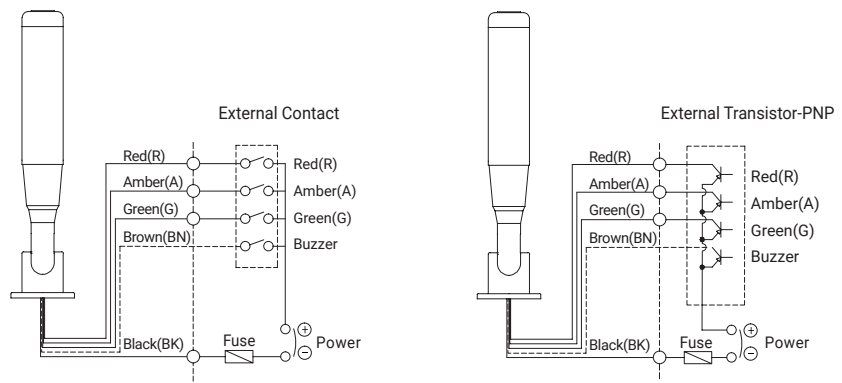 External Contact
Red(R)
Red(R)
Amber(A)
Amber(A)
Green(G)
Green(G)
Brown(BN)
Buzzer
+
Black(BK)
Fuse
Power
−
External Transistor-PNP
Red(R)
Red(R)
Amber(A)
Amber(A)
Green(G)
Green(G)
Brown(BN)
Buzzer
+
Black(BK)
Fuse
Power
−